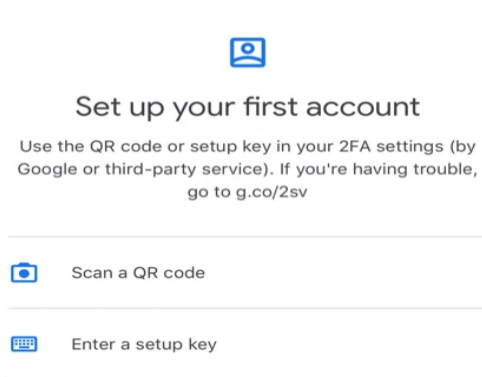 Set up your first account
Use the QR code or setup key in your 2FA settings (by
Google or third-party service). If you're having trouble,
go to g.co/2sv
Scan a QR code
Enter a setup key